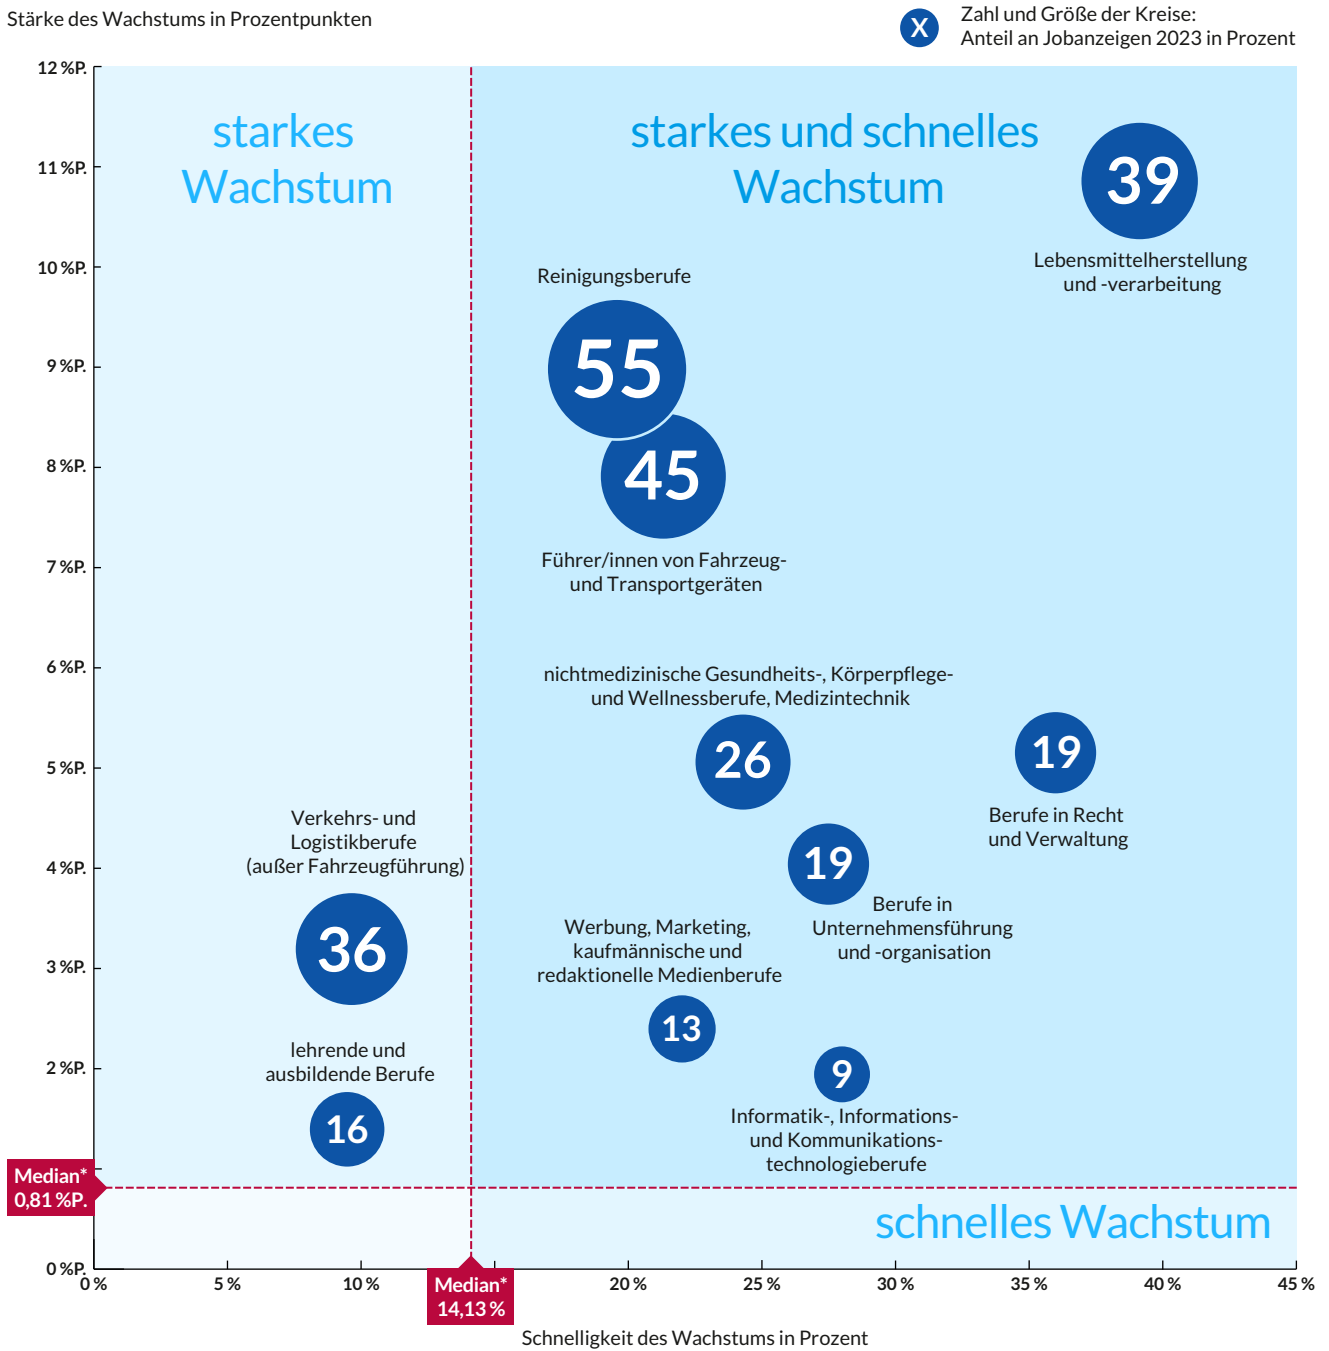 Stärke des Wachstums in Prozentpunkten
X
Zahl und Größe der Kreise:
Anteil an Jobanzeigen 2023 in Prozent
12 %P.
11 %P.
10 %P.
9 %P.
8 %P.
7 %P.
6 %P.
5 %P.
4 %P.
3 %P.
2 %P.
Median*
0,81 %P.
0 %P.
starkes
Wachstum
starkes und schnelles
Wachstum
39
Lebensmittelherstellung
und -verarbeitung
Reinigungsberufe
55
45
Führer/innen von Fahrzeug-
und Transportgeräten
nichtmedizinische Gesundheits-, Körperpflege-
und Wellnessberufe, Medizintechnik
26
19
Berufe in Recht
und Verwaltung
Verkehrs- und
Logistikberufe
(außer Fahrzeugführung)
36
19
Berufe in
Unternehmensführung
und -organisation
Werbung, Marketing,
kaufmännische und
redaktionelle Medienberufe
13
lehrende und
ausbildende Berufe
16
9
Informatik-, Informations-
und Kommunikations-
technologieberufe
schnelles Wachstum
0 %
5 %
10 %
Median*
14,13 %
20 %
25 %
30 %
35 %
40 %
45 %
Schnelligkeit des Wachstums in Prozent